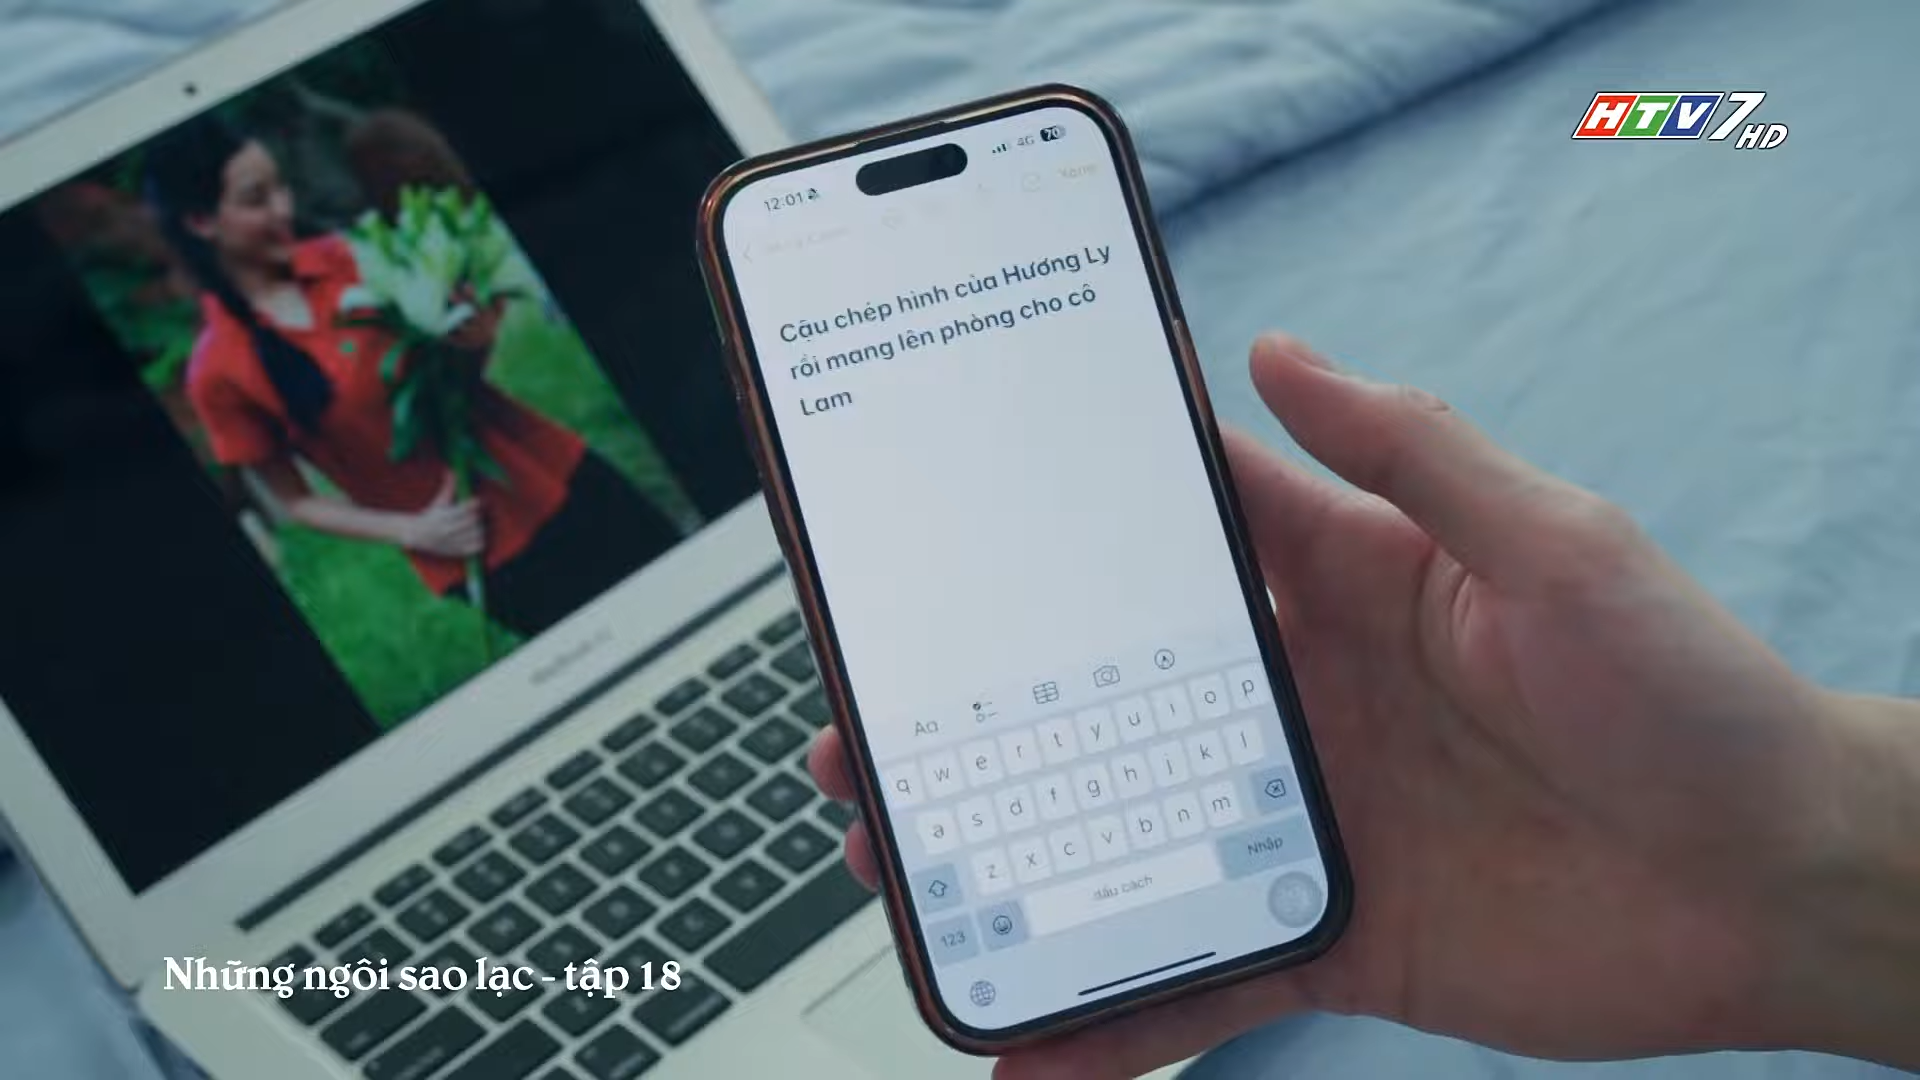 HTV7 HD
12:01
4G 70
Cậu chép hình của Hương Ly
rồi mang lên phòng cho cô
Lam
Aa
q w e r t y u i o p
a s d f g h j k l
z x c v b n m
123 dấu cách Nhập
Những ngôi sao lạc - tập 18